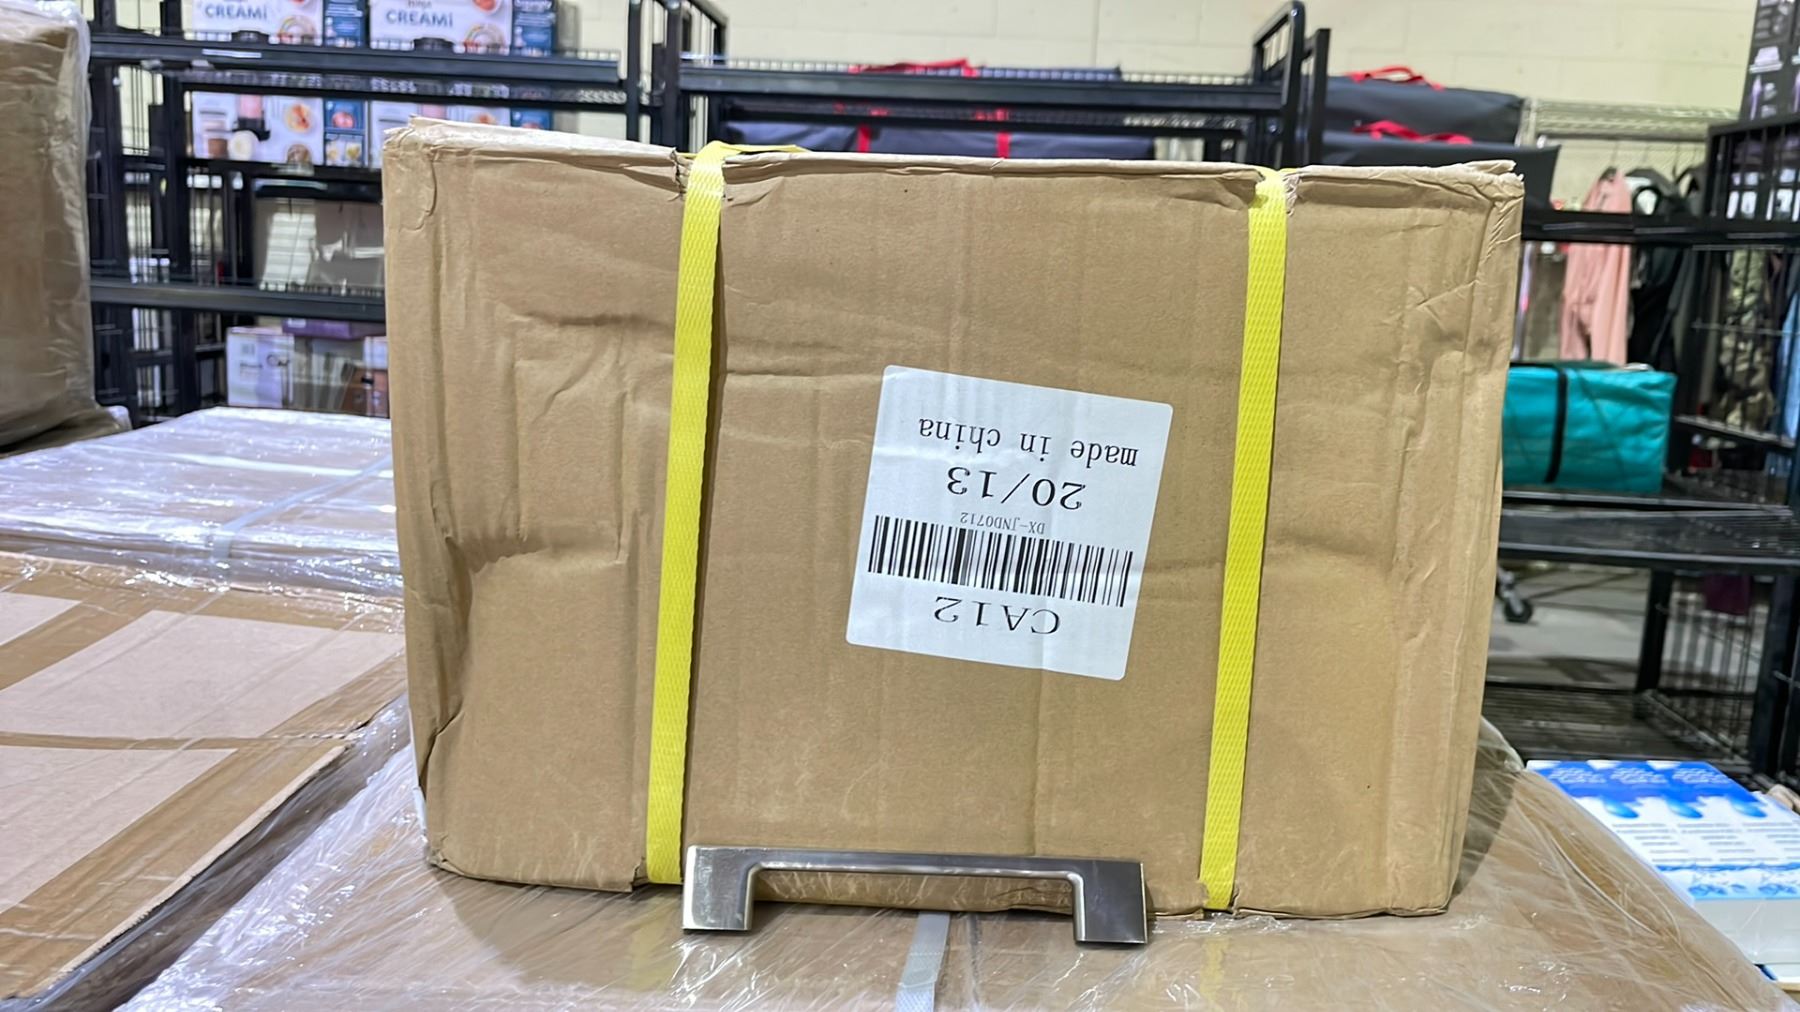 CREAMi
CREAMi
CA12
DX-JND0712
20/13
made in china